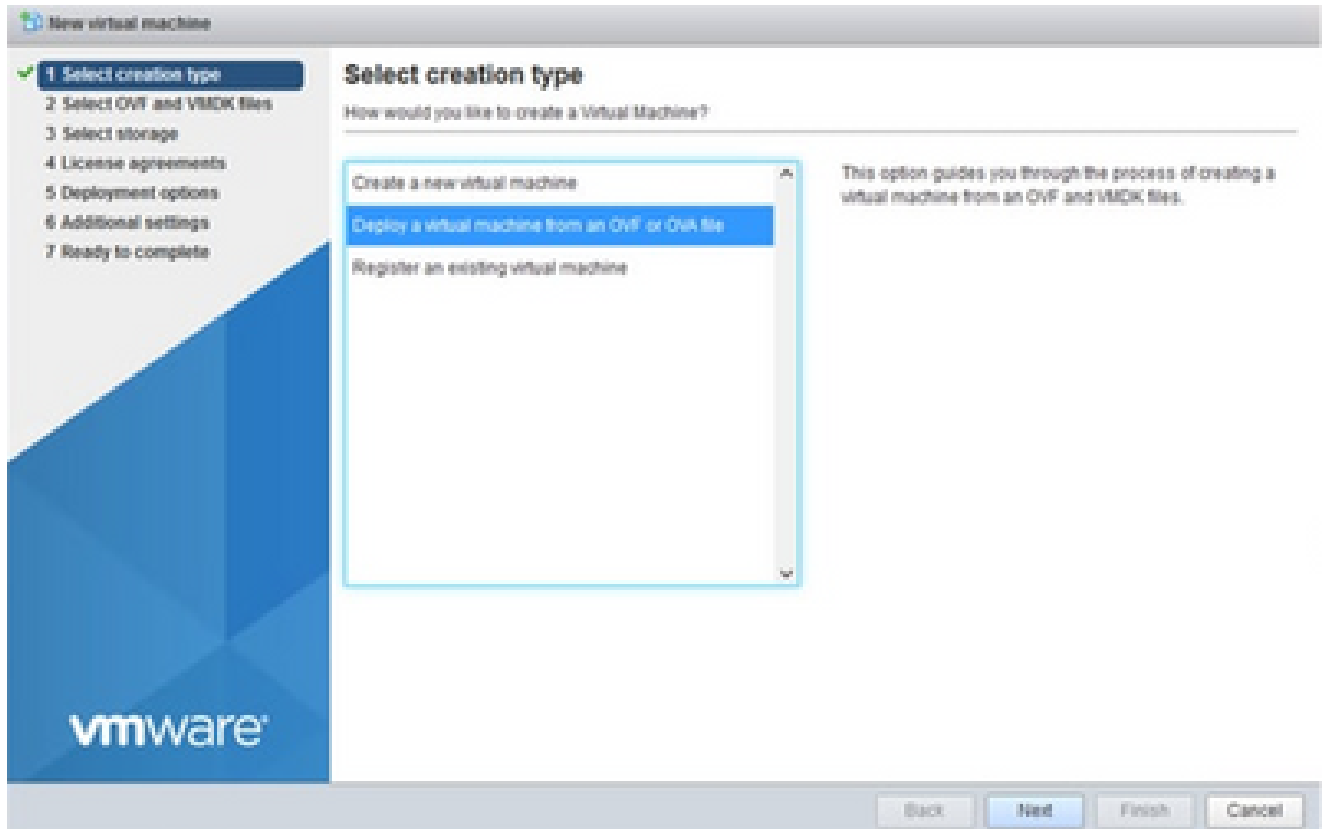 New virtual machine
1 Select creation type
2 Select OVF and VMDK files
3 Select storage
4 License agreements
5 Deployment options
6 Additional settings
7 Ready to complete
vmware
Select creation type
How would you like to create a Virtual Machine?
Create a new virtual machine
Deploy a virtual machine from an OVF or OVA file
Register an existing virtual machine
This option guides you through the process of creating a
virtual machine from an OVF and VMDK files.
Back
Next
Finish
Cancel